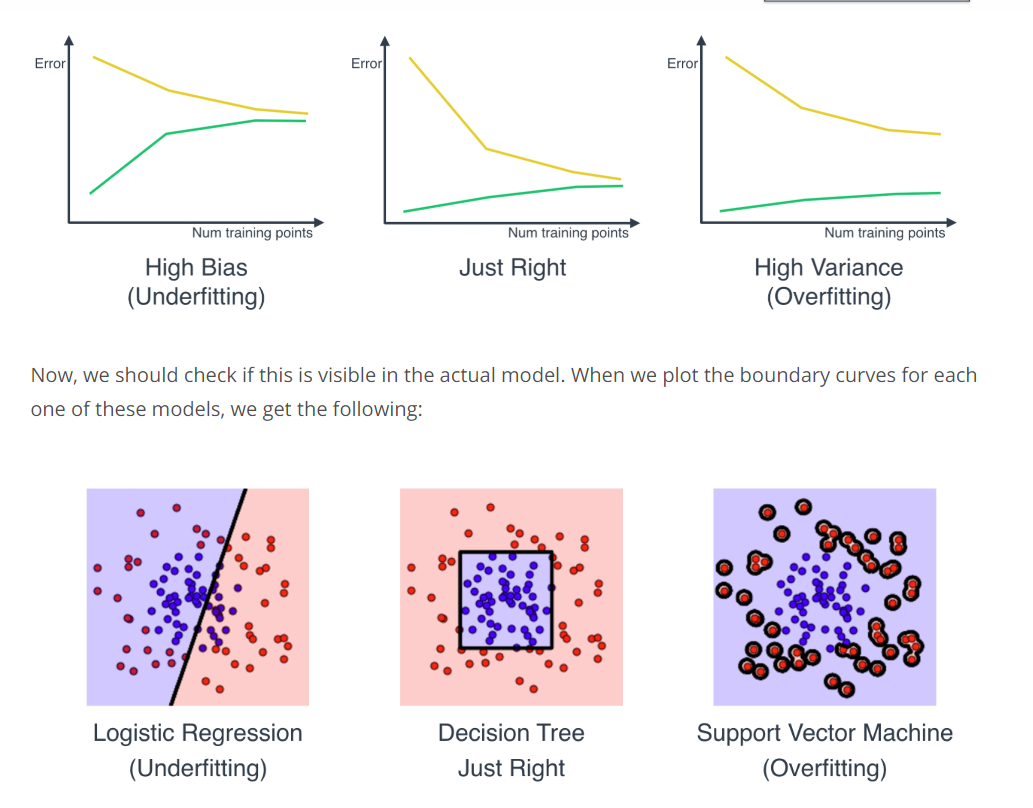 Error
Error
Error
Num training points
Num training points
Num training points
High Bias
(Underfitting)
Just Right
High Variance
(Overfitting)
Now, we should check if this is visible in the actual model. When we plot the boundary curves for each
one of these models, we get the following:
Logistic Regression
(Underfitting)
Decision Tree
Just Right
Support Vector Machine
(Overfitting)